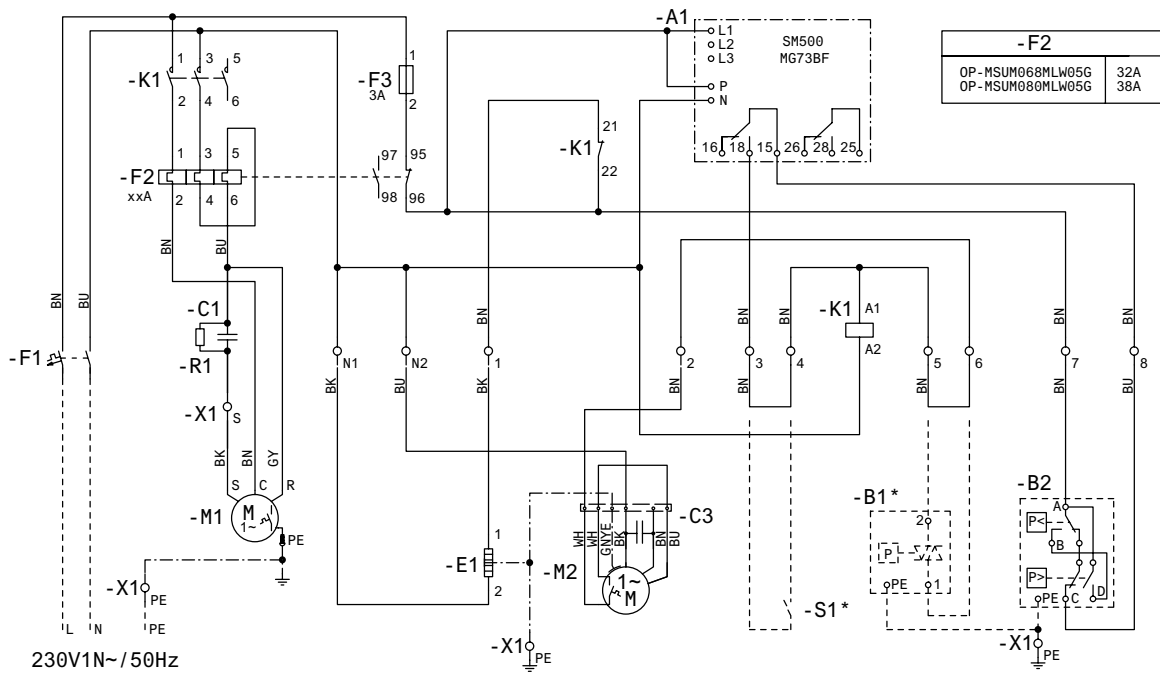 -A1
L1
L2
L3
P
N
SM500
MG73BF
16 18 15 26 28 25
-F2
OP-MSUM068MLW05G 32A
OP-MSUM080MLW05G 38A
-K1
1 3 5
2 4 6
-F3
3A
1
2
-K1
21
22
-F2
xxA
1 3 5
2 4 6
97 95
98 96
BN BU
BN BU
-C1
-R1
-F1
-X1 S
BK BN GY
S C R
-M1
M
1~
PE
-X1
PE
L N PE
230V1N~/50Hz
BN BN BN BN BN BN BN BN
-K1
A1
A2
N1 N2 1 2 3 4 5 6 7 8
BK BU BK BN BN BN BN BU
-E1
1
2
-C3
WH WH GNYE BK BN BU
-M2
1~
M
-X1
PE
-S1*
-B1*
2
P
PE 1
-B2
A
P<
B
P>
PE C D
-X1
PE